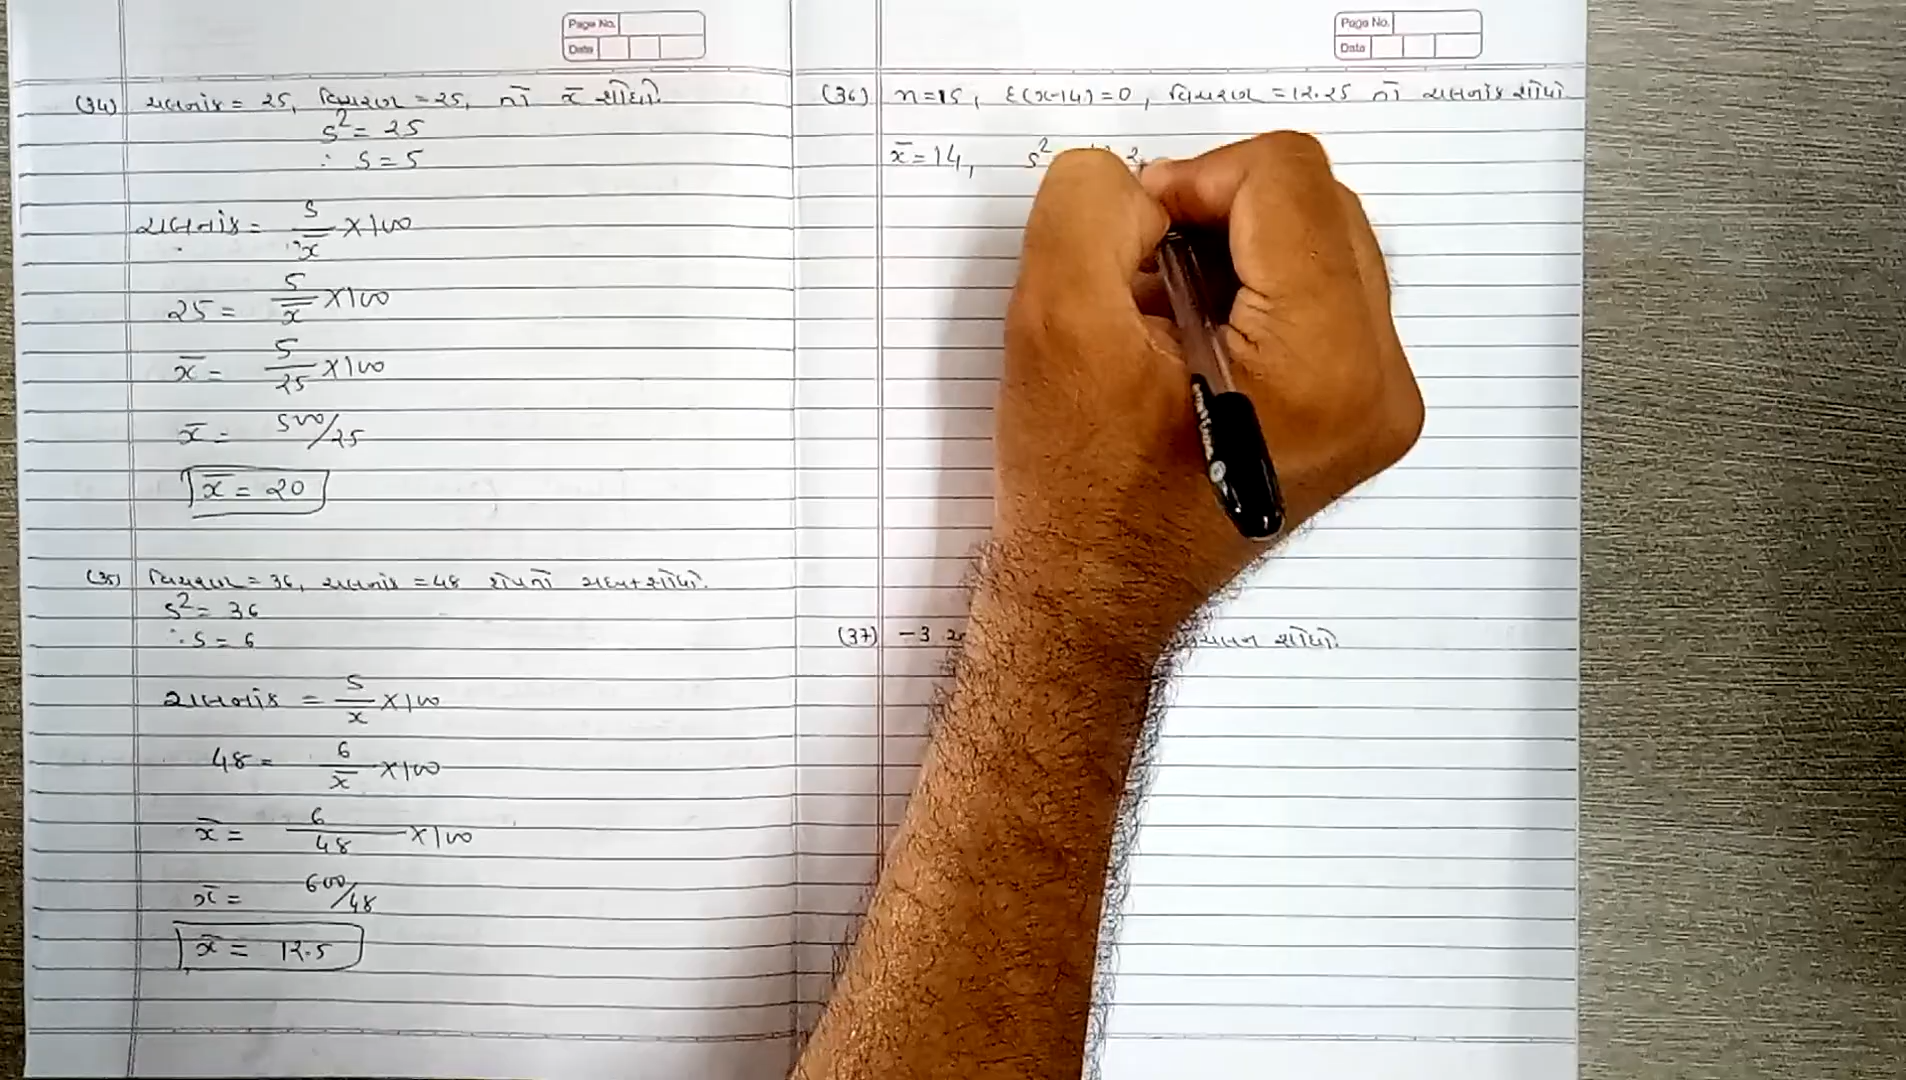 Page No.
Date
(34) ચલનાંક = 25, વિચરણ = 25, તો x̄ શોધો.
s² = 25
∴ s = 5
ચલનાંક = s/x̄ × 100
25 = 5/x̄ × 100
x̄ = 5/25 × 100
x̄ = 500/25
x̄ = 20
(35) વિચરણ = 36, ચલનાંક = 48 હોય તો મધ્યક શોધો.
s² = 36
∴ s = 6
ચલનાંક = s/x × 100
48 = 6/x̄ × 100
x̄ = 6/48 × 100
x̄ = 600/48
x̄ = 12.5
Page No.
Date
(36) n = 15, Σ(x-14) = 0, વિચરણ = 12.25 તો ચલનાંક શોધો.
x̄ = 14, s²
(37) -3 શોધો.